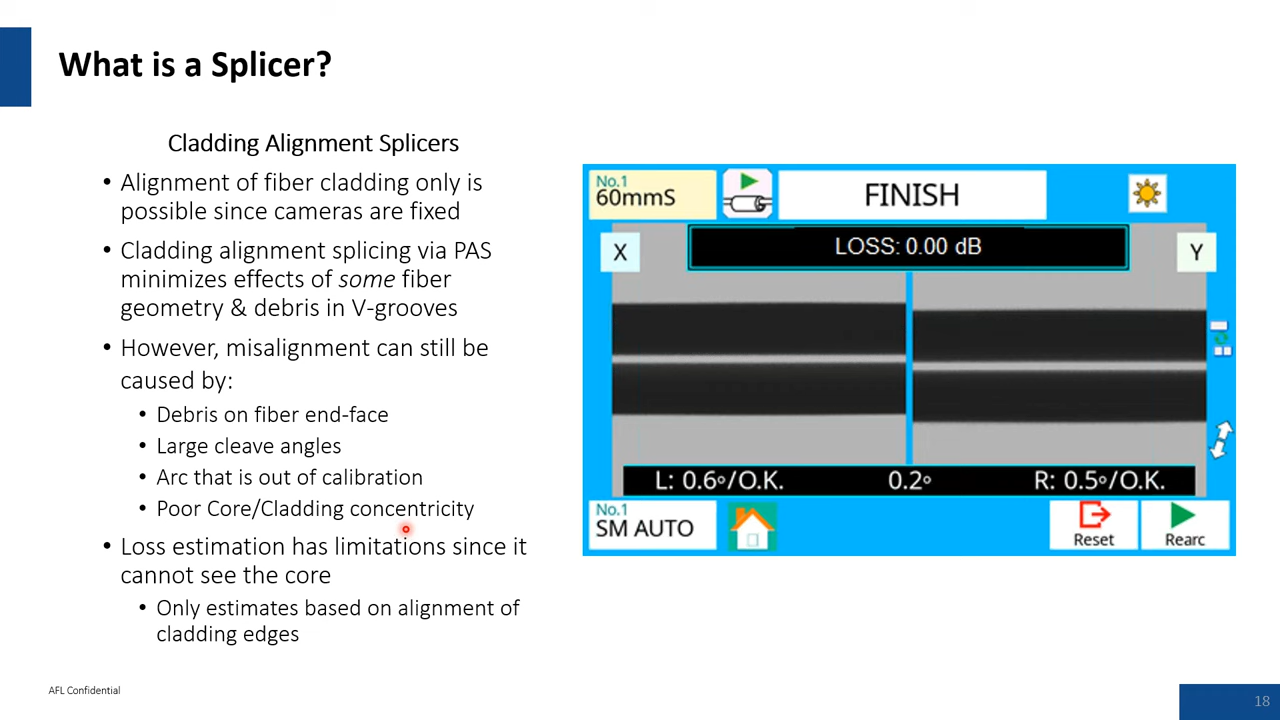 What is a Splicer?
Cladding Alignment Splicers
• Alignment of fiber cladding only is
possible since cameras are fixed
• Cladding alignment splicing via PAS
minimizes effects of some fiber
geometry & debris in V-grooves
• However, misalignment can still be
caused by:
• Debris on fiber end-face
• Large cleave angles
• Arc that is out of calibration
• Poor Core/Cladding concentricity
• Loss estimation has limitations since it
cannot see the core
• Only estimates based on alignment of
cladding edges
No.1
60mmS
FINISH
X
LOSS: 0.00 dB
Y
L: 0.6°/O.K. 0.2° R: 0.5°/O.K.
No.1
SM AUTO
Reset
Rearc
AFL Confidential
18